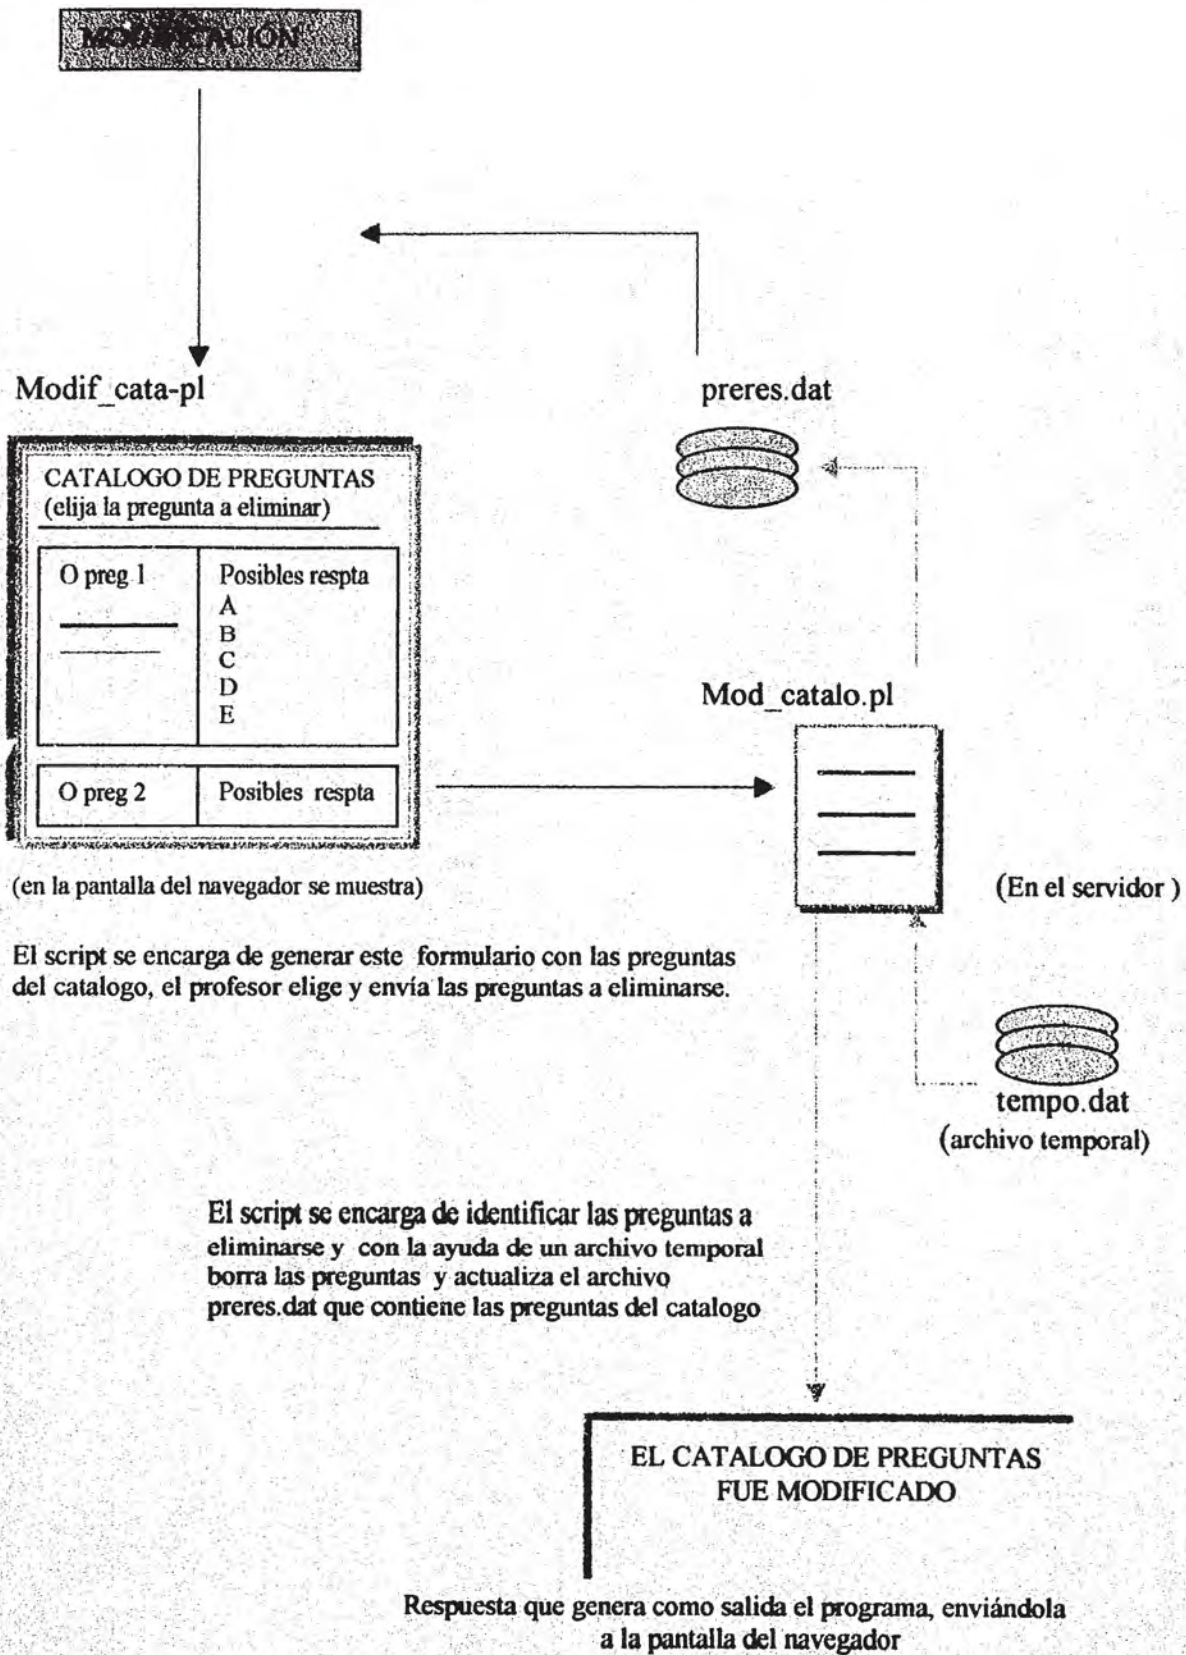 MODIFICACIÓN
Modif_cata-pl
preres.dat
CATALOGO DE PREGUNTAS
(elija la pregunta a eliminar)
O preg 1
Posibles respta
A
B
C
D
E
O preg 2
Posibles respta
Mod_catalo.pl
(en la pantalla del navegador se muestra)
(En el servidor )
El script se encarga de generar este formulario con las preguntas
del catalogo, el profesor elige y envía las preguntas a eliminarse.
tempo.dat
(archivo temporal)
El script se encarga de identificar las preguntas a
eliminarse y con la ayuda de un archivo temporal
borra las preguntas y actualiza el archivo
preres.dat que contiene las preguntas del catalogo
EL CATALOGO DE PREGUNTAS
FUE MODIFICADO
Respuesta que genera como salida el programa, enviándola
a la pantalla del navegador